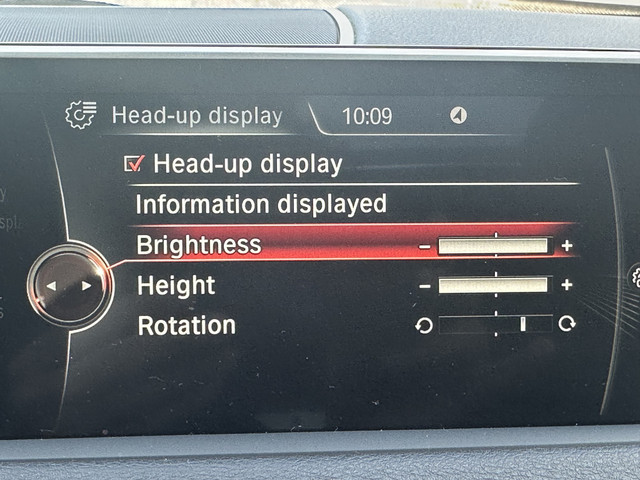 Head-up display
10:09
Head-up display
Information displayed
Brightness - +
Height - +
Rotation